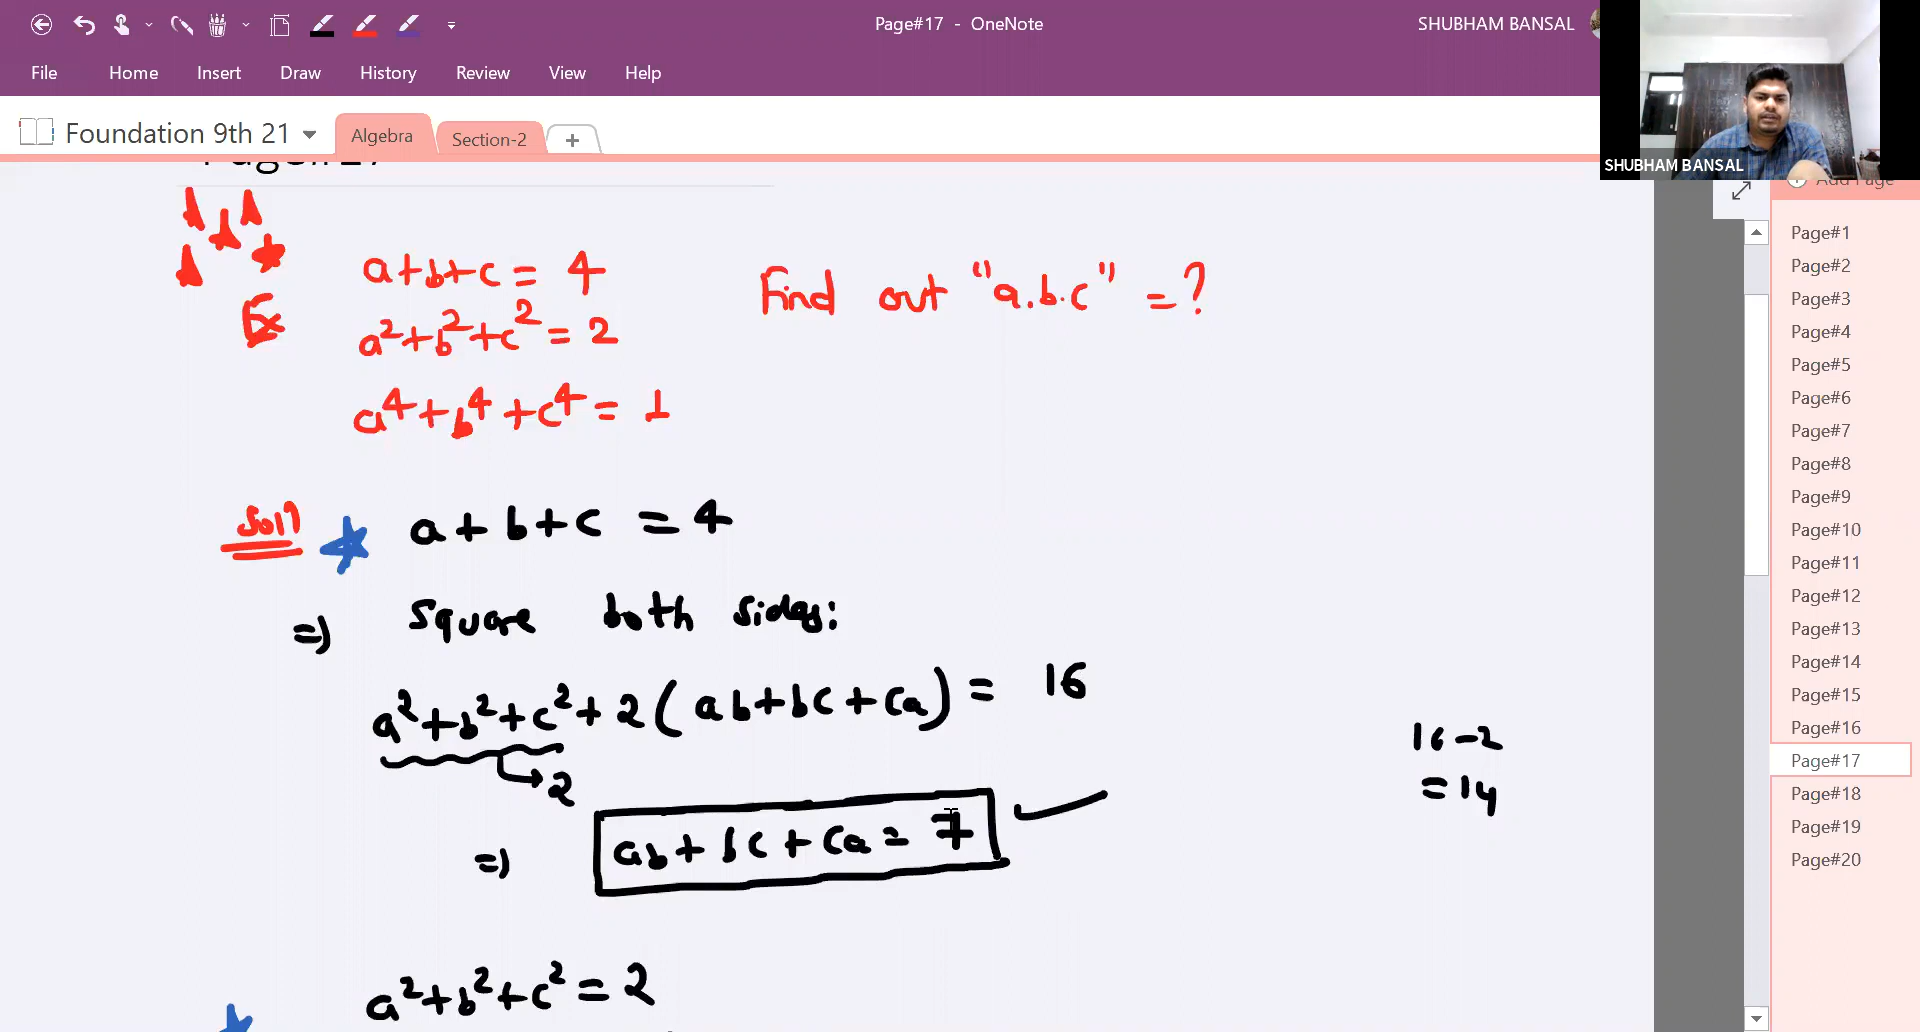 Page#17 - OneNote
SHUBHAM BANSAL
File Home Insert Draw History Review View Help
SHUBHAM BANSAL
Foundation 9th 21
Algebra
Section-2
+
Add Page
Page#1
Page#2
Page#3
Page#4
Page#5
Page#6
Page#7
Page#8
Page#9
Page#10
Page#11
Page#12
Page#13
Page#14
Page#15
Page#16
Page#17
Page#18
Page#19
Page#20
Ex
a+b+c = 4
Find out "a.b.c" = ?
a²+b²+c² = 2
a⁴+b⁴+c⁴ = 1
Solⁿ
a+b+c = 4
=) Square both sides:
a²+b²+c²+2(ab+bc+ca) = 16
→2
16-2
=14
=) ab+bc+ca = 7
a²+b²+c² = 2